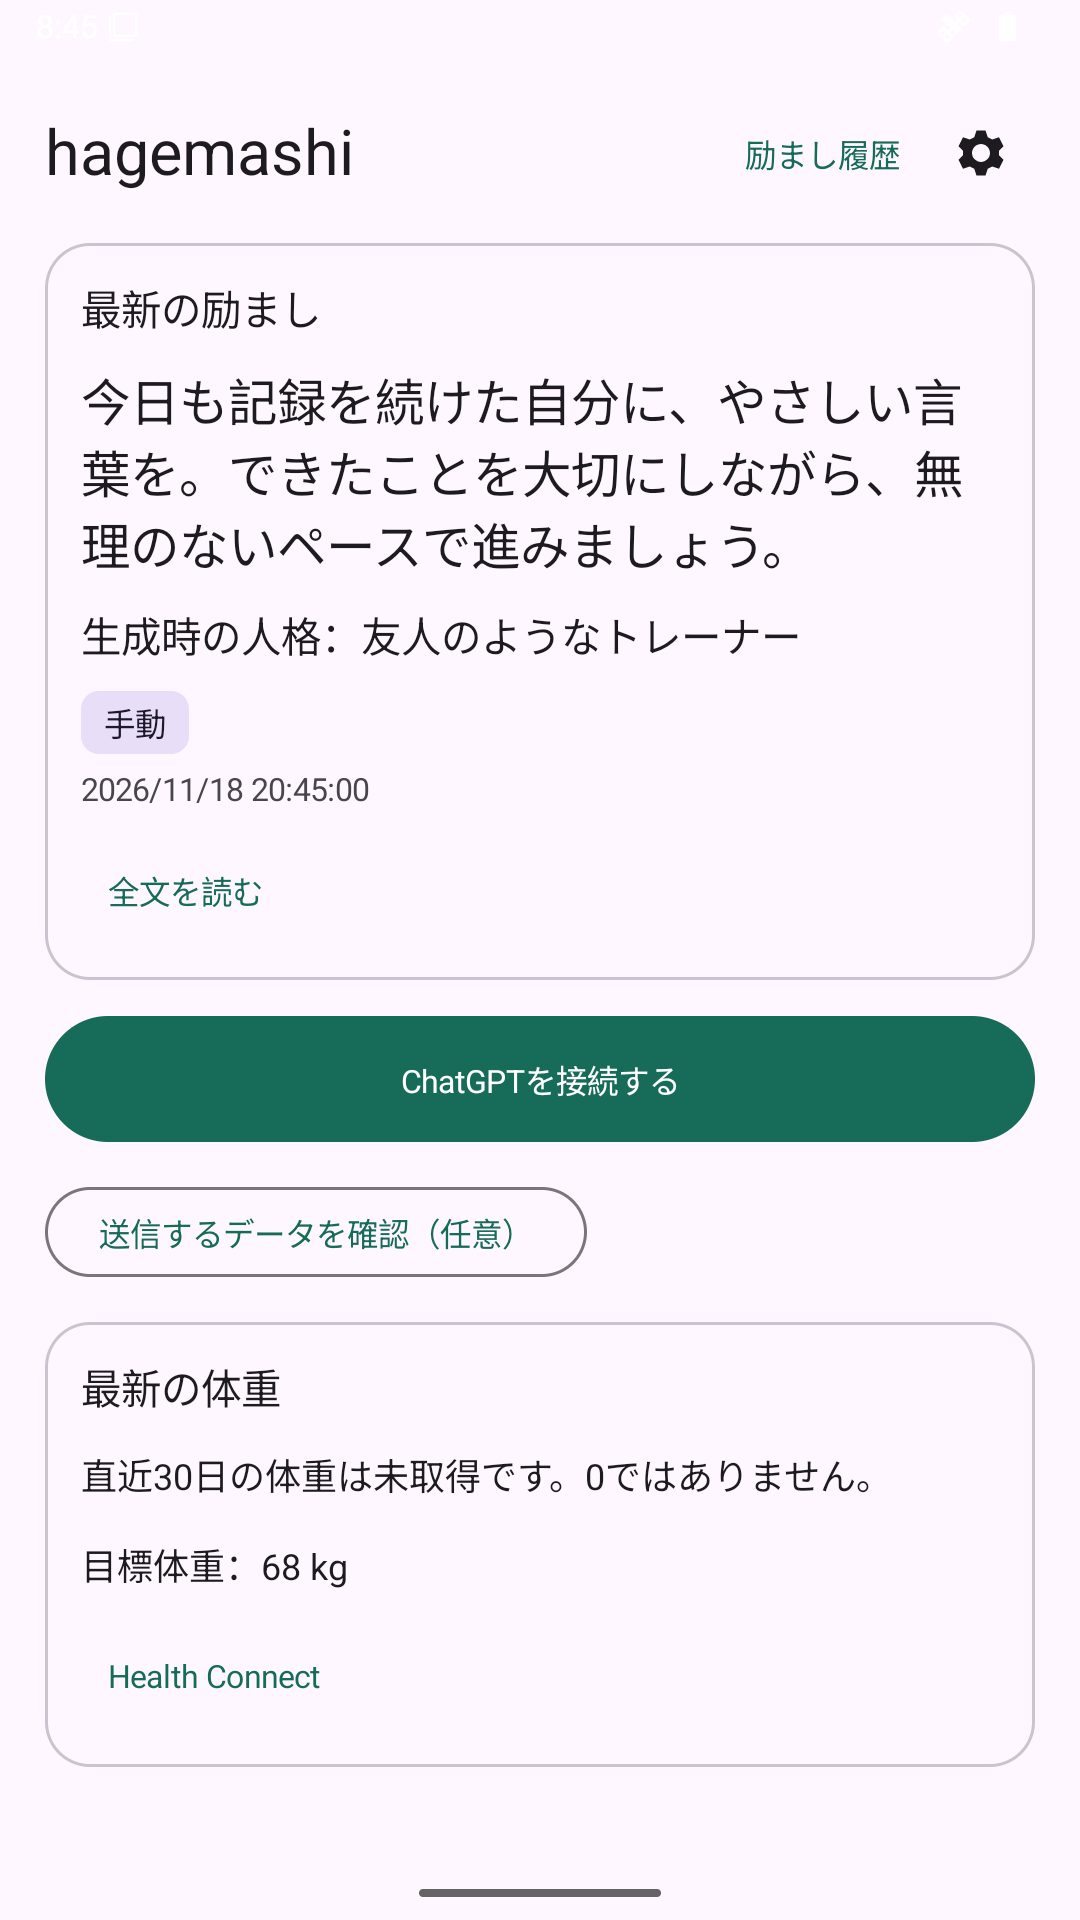 8:45
hagemashi
励まし履歴
最新の励まし
今日も記録を続けた自分に、やさしい言
葉を。できたことを大切にしながら、無
理のないペースで進みましょう。
生成時の人格：友人のようなトレーナー
手動
2026/11/18 20:45:00
全文を読む
ChatGPTを接続する
送信するデータを確認（任意）
最新の体重
直近30日の体重は未取得です。0ではありません。
目標体重：68 kg
Health Connect